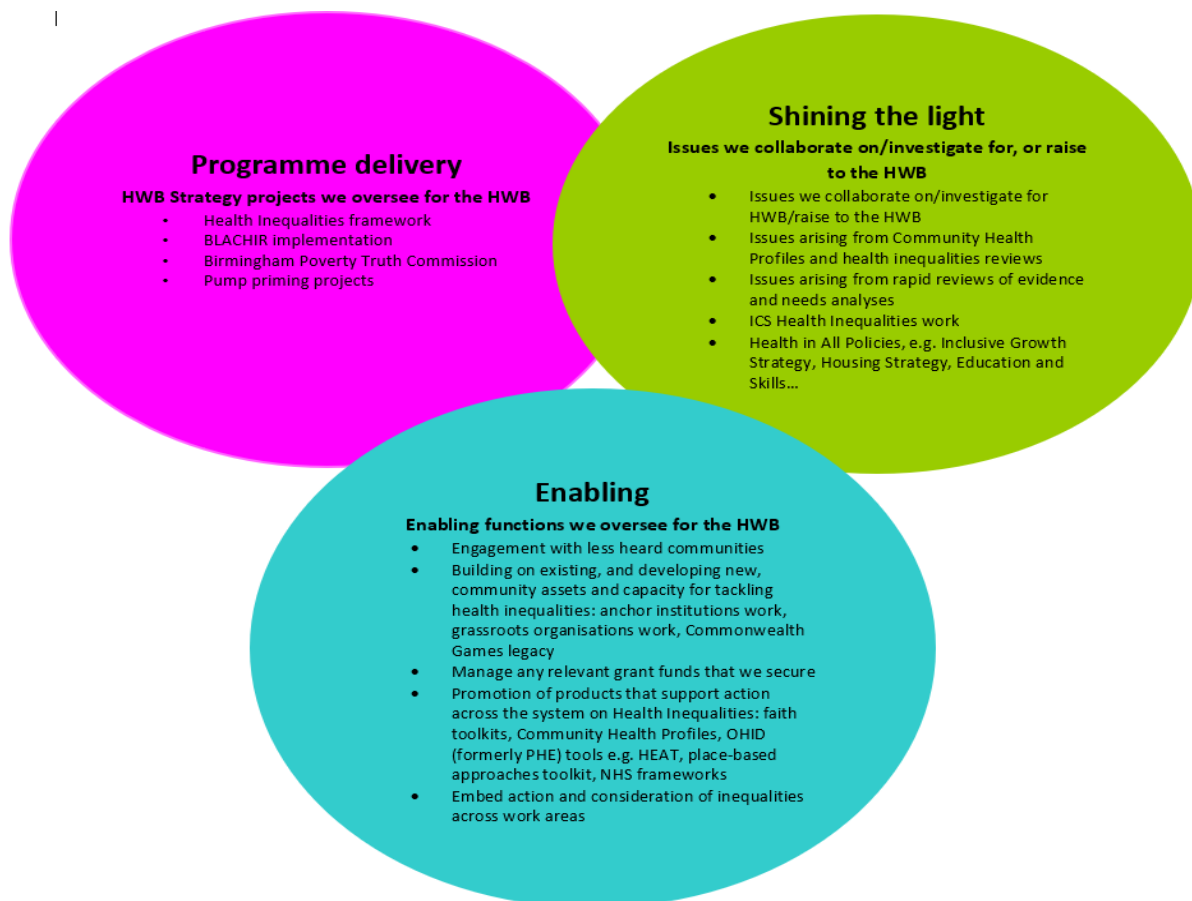 Programme delivery
HWB Strategy projects we oversee for the HWB
• Health Inequalities framework
• BLACHIR implementation
• Birmingham Poverty Truth Commission
• Pump priming projects
Shining the light
Issues we collaborate on/investigate for, or raise
to the HWB
• Issues we collaborate on/investigate for
HWB/raise to the HWB
• Issues arising from Community Health
Profiles and health inequalities reviews
• Issues arising from rapid reviews of evidence
and needs analyses
• ICS Health Inequalities work
• Health in All Policies, e.g. Inclusive Growth
Strategy, Housing Strategy, Education and
Skills...
Enabling
Enabling functions we oversee for the HWB
• Engagement with less heard communities
• Building on existing, and developing new,
community assets and capacity for tackling
health inequalities: anchor institutions work,
grassroots organisations work, Commonwealth
Games legacy
• Manage any relevant grant funds that we secure
• Promotion of products that support action
across the system on Health Inequalities: faith
toolkits, Community Health Profiles, OHID
(formerly PHE) tools e.g. HEAT, place-based
approaches toolkit, NHS frameworks
• Embed action and consideration of inequalities
across work areas